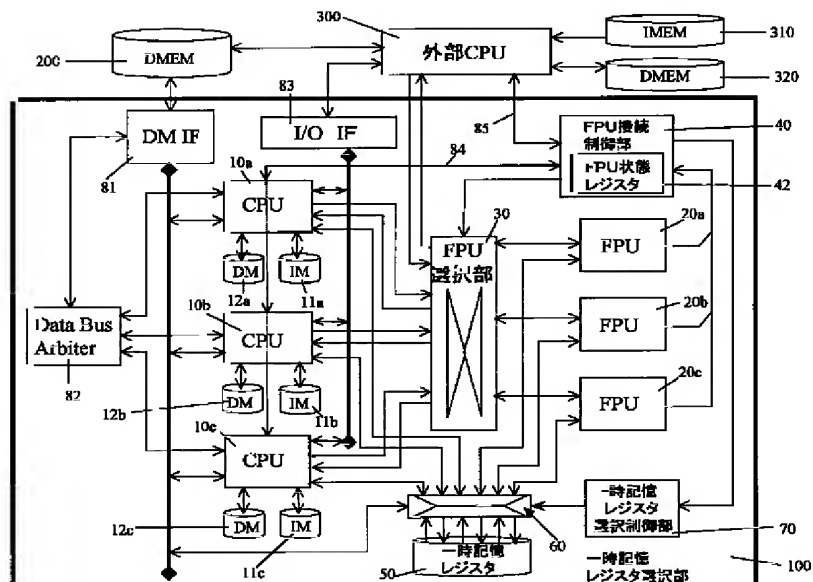 300
200
DMEM
外部CPU
IMEM
310
DMEM
320
83
DM IF
81
I/O IF
85
84
FPU接続
制御部
40
FPU状態
レジスタ
42
10a
CPU
30
FPU
選択部
20a
FPU
DM
IM
12a
11a
10b
CPU
20b
FPU
Data Bus
Arbiter
82
DM
IM
12b
11b
20c
FPU
10c
CPU
DM
IM
12c
11c
60
一時記憶
レジスタ
選択制御部
70
50
一時記憶
レジスタ
一時記憶
レジスタ選択部
100